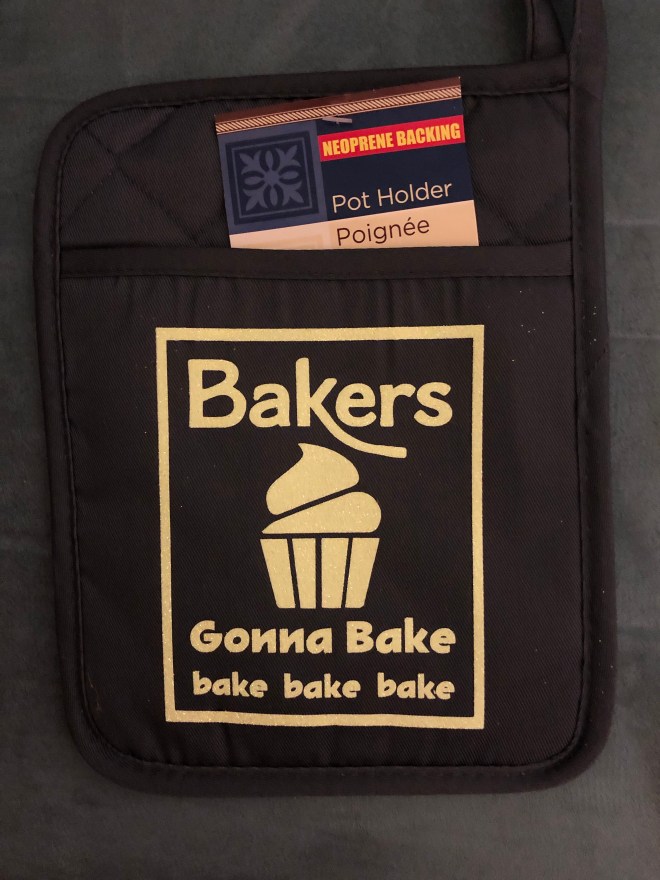 NEOPRENE BACKING
Pot Holder
Poignée
Bakers
Gonna Bake
bake bake bake